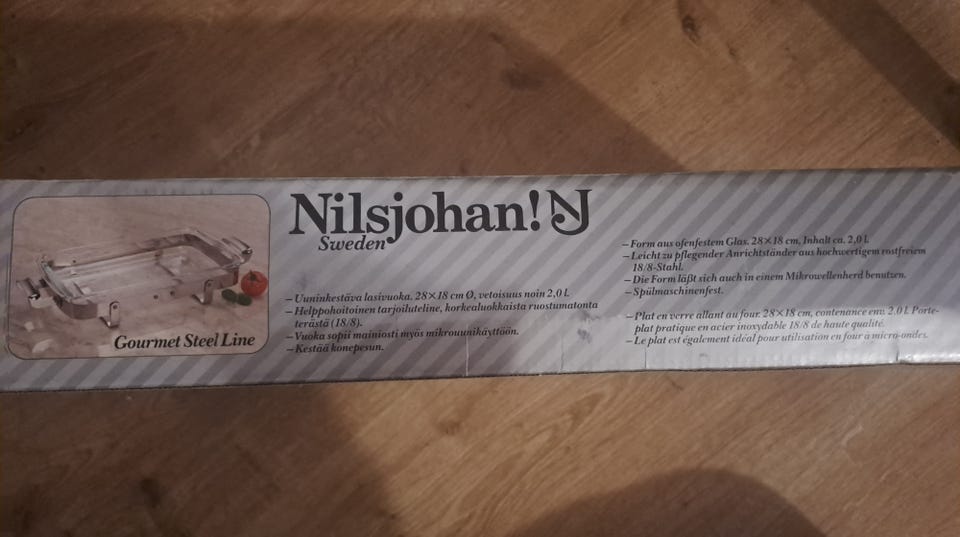 Nilsjohan! NJ
Sweden
Gourmet Steel Line
– Uuninkestävä lasivuoka. 28×18 cm Ø, vetoisuus noin 2,0 l.
– Helppohoitoinen tarjoiluteline, korkealuokkaista ruostumatonta
terästä (18/8).
– Vuoka sopii mainiosti myös mikrouunikäyttöön.
– Kestää konepesun.
– Form aus ofenfestem Glas. 28×18 cm, Inhalt ca. 2,0 l.
– Leicht zu pflegender Anrichtständer aus hochwertigem rostfreiem
18/8-Stahl.
– Die Form läßt sich auch in einem Mikrowellenherd benutzen.
– Spülmaschinenfest.
– Plat en verre allant au four. 28×18 cm, contenance env. 2.0 l. Porte-
plat pratique en acier inoxydable 18/8 de haute qualité.
– Le plat est également idéal pour utilisation en four a micro-ondes.